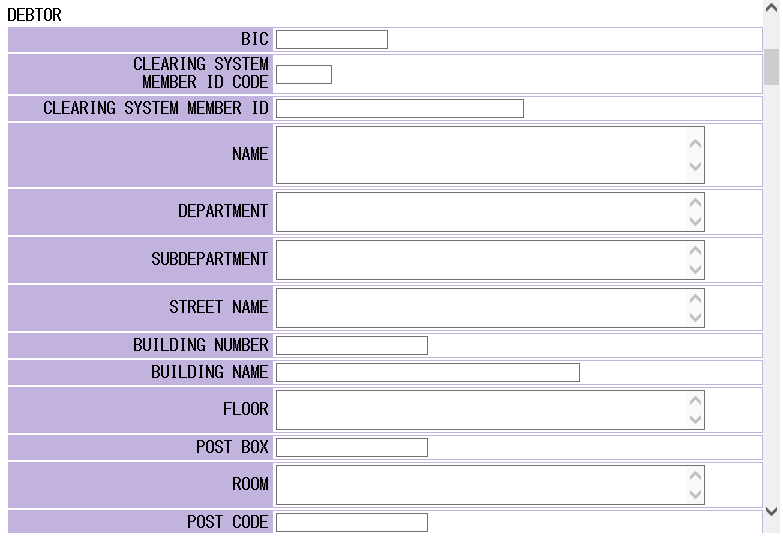 DEBTOR
BIC
CLEARING SYSTEM
MEMBER ID CODE
CLEARING SYSTEM MEMBER ID
NAME
DEPARTMENT
SUBDEPARTMENT
STREET NAME
BUILDING NUMBER
BUILDING NAME
FLOOR
POST BOX
ROOM
POST CODE